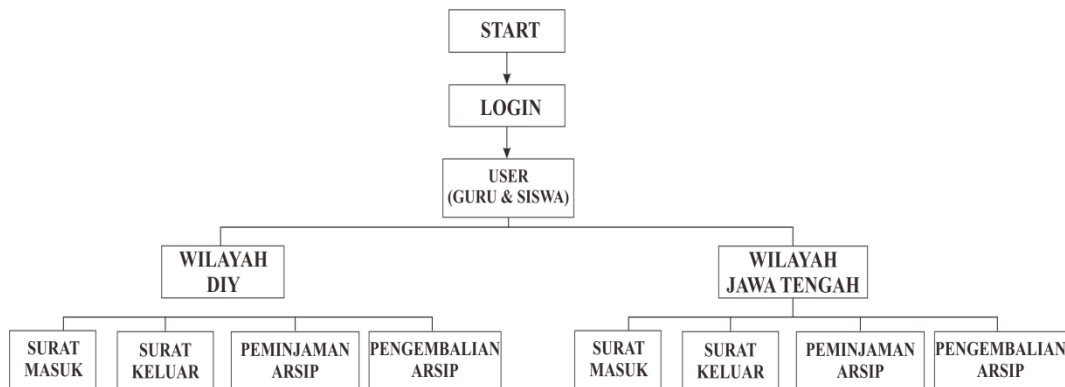 START
LOGIN
USER
(GURU & SISWA)
WILAYAH
DIY
WILAYAH
JAWA TENGAH
SURAT
MASUK
SURAT
KELUAR
PEMINJAMAN
ARSIP
PENGEMBALIAN
ARSIP
SURAT
MASUK
SURAT
KELUAR
PEMINJAMAN
ARSIP
PENGEMBALIAN
ARSIP